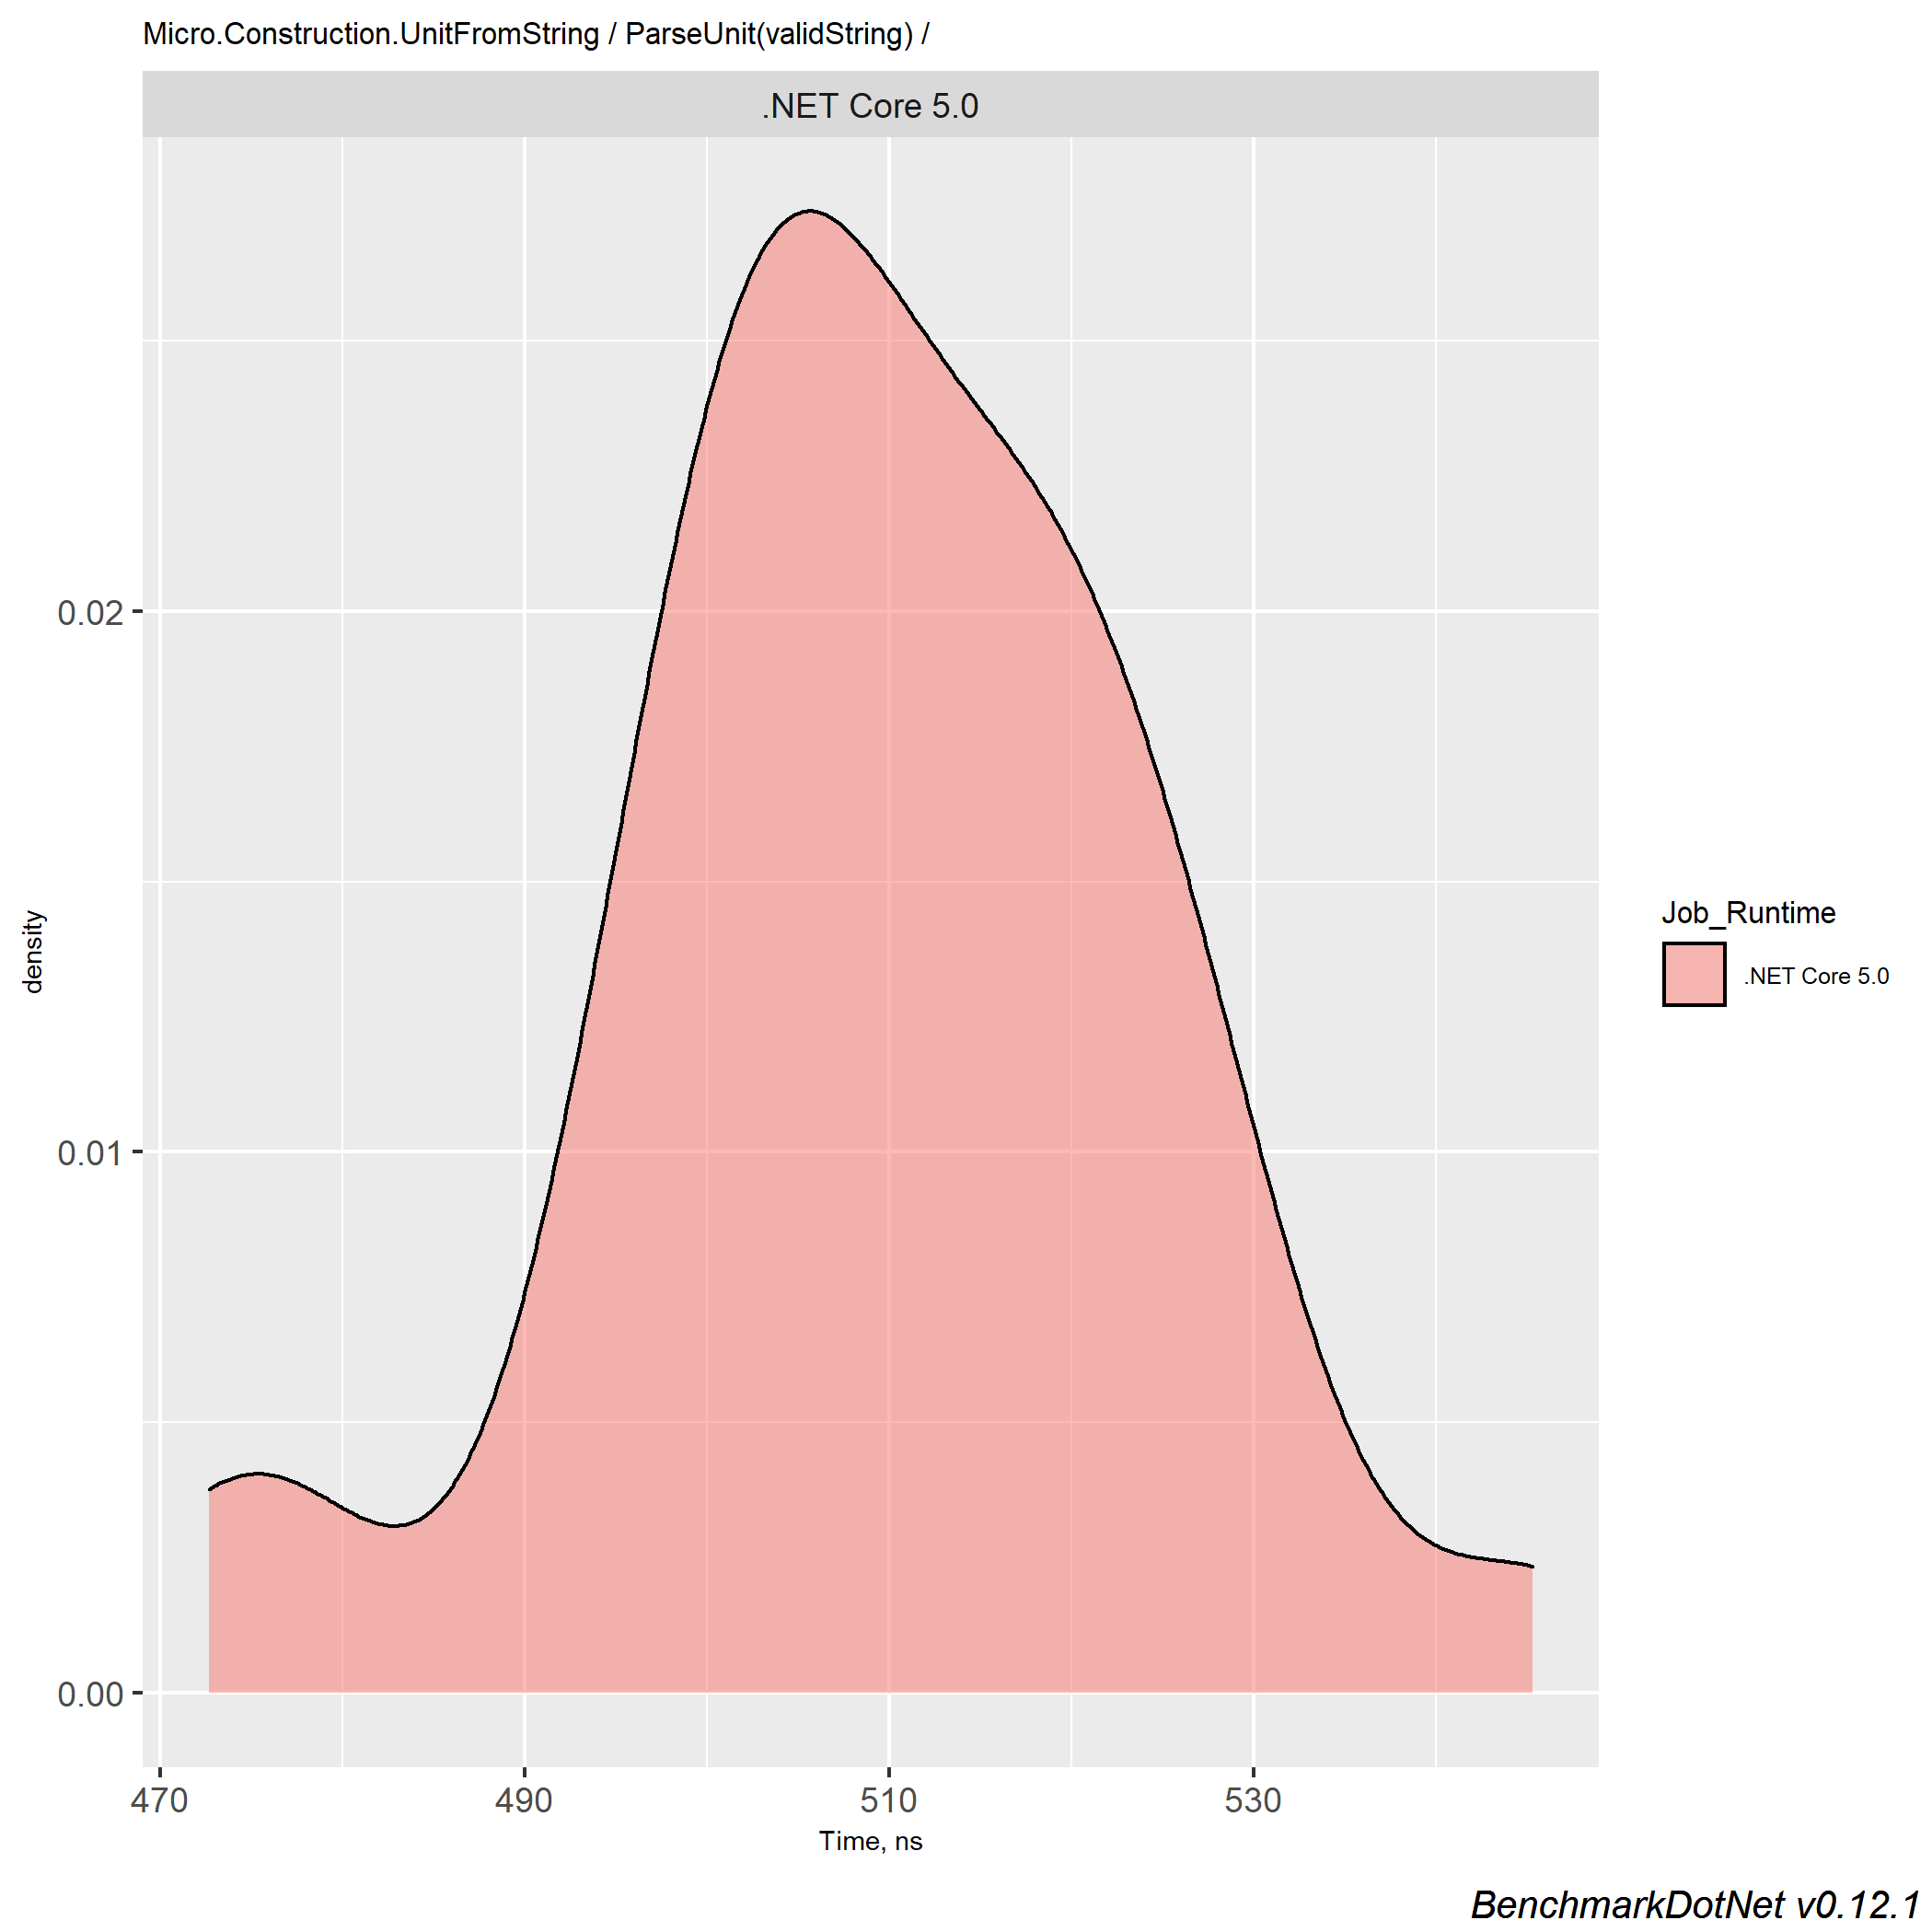 Micro.Construction.UnitFromString / ParseUnit(validString) /
.NET Core 5.0
0.02
0.01
0.00
density
470 490 510 530
Time, ns
Job_Runtime
.NET Core 5.0
BenchmarkDotNet v0.12.1